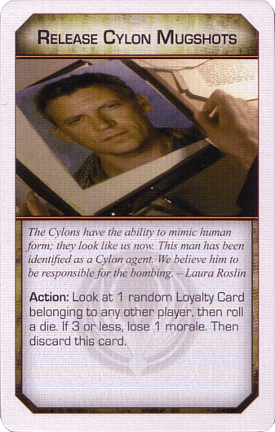 Release Cylon Mugshots
The Cylons have the ability to mimic human
form; they look like us now. This man has been
identified as a Cylon agent. We believe him to
be responsible for the bombing. – Laura Roslin
Action: Look at 1 random Loyalty Card
belonging to any other player, then roll
a die. If 3 or less, lose 1 morale. Then
discard this card.